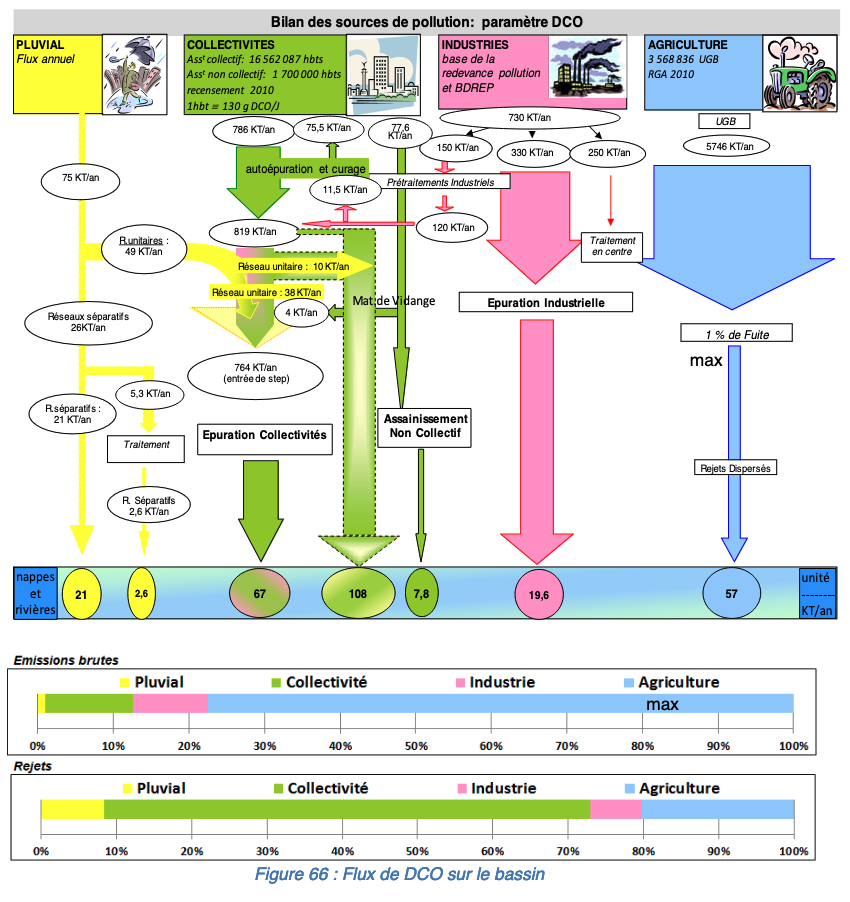 Bilan des sources de pollution: paramètre DCO
PLUVIAL
Flux annuel
COLLECTIVITES
Assᵗ collectif: 16 562 087 hbts
Assᵗ non collectif: 1 700 000 hbts
recensement 2010
1hbt = 130 g DCO/J
INDUSTRIES
base de la
redevance pollution
et BDREP
AGRICULTURE
3 568 836 UGB
RGA 2010
786 KT/an
75,5 KT/an
77,6
KT/an
730 KT/an
UGB
150 KT/an
330 KT/an
250 KT/an
5746 KT/an
autoépuration et curage
75 KT/an
11,5 KT/an
Prétraitements Industriels
819 KT/an
120 KT/an
R.unitaires :
49 KT/an
Traitement
en centre
Réseau unitaire : 10 KT/an
Réseau unitaire : 38 KT/an
Mat.de Vidange
4 KT/an
Epuration Industrielle
Réseaux séparatifs
26KT/an
1 % de Fuite
max
764 KT/an
(entrée de step)
5,3 KT/an
R.séparatifs :
21 KT/an
Assainissement
Non Collectif
Epuration Collectivités
Traitement
Rejets Dispersés
R. Séparatifs
2,6 KT/an
nappes
et
rivières
21
2,6
67
108
7,8
19,6
57
unité
--------
KT/an
Emissions brutes
Pluvial
Collectivité
Industrie
Agriculture
max
0%
10%
20%
30%
40%
50%
60%
70%
80%
90%
100%
Rejets
Pluvial
Collectivité
Industrie
Agriculture
0%
10%
20%
30%
40%
50%
60%
70%
80%
90%
100%
Figure 66 : Flux de DCO sur le bassin